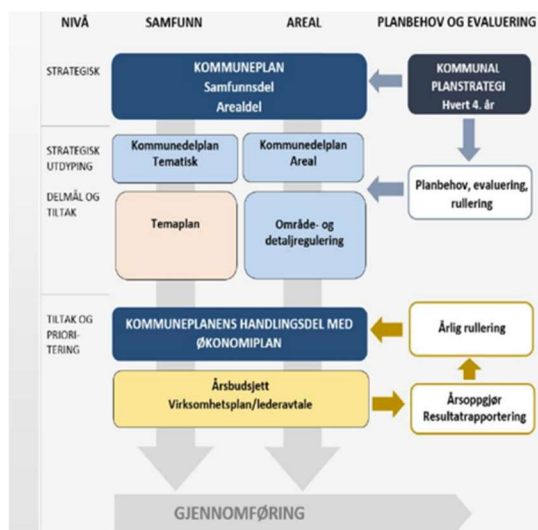 NIVÅ
SAMFUNN
AREAL
PLANBEHOV OG EVALUERING
STRATEGISK
KOMMUNEPLAN
Samfunnsdel
Arealdel
KOMMUNAL
PLANSTRATEGI
Hvert 4. år
STRATEGISK
UTDYPING
Kommunedelplan
Tematisk
Kommunedelplan
Areal
Planbehov, evaluering,
rullering
DELMÅL OG
TILTAK
Temaplan
Område- og
detaljregulering
TILTAK OG
PRIORI-
TERING
KOMMUNEPLANENS HANDLINGSDEL MED
ØKONOMIPLAN
Årlig rullering
Årsbudsjett
Virksomhetsplan/lederavtale
Årsoppgjør
Resultatrapportering
GJENNOMFØRING